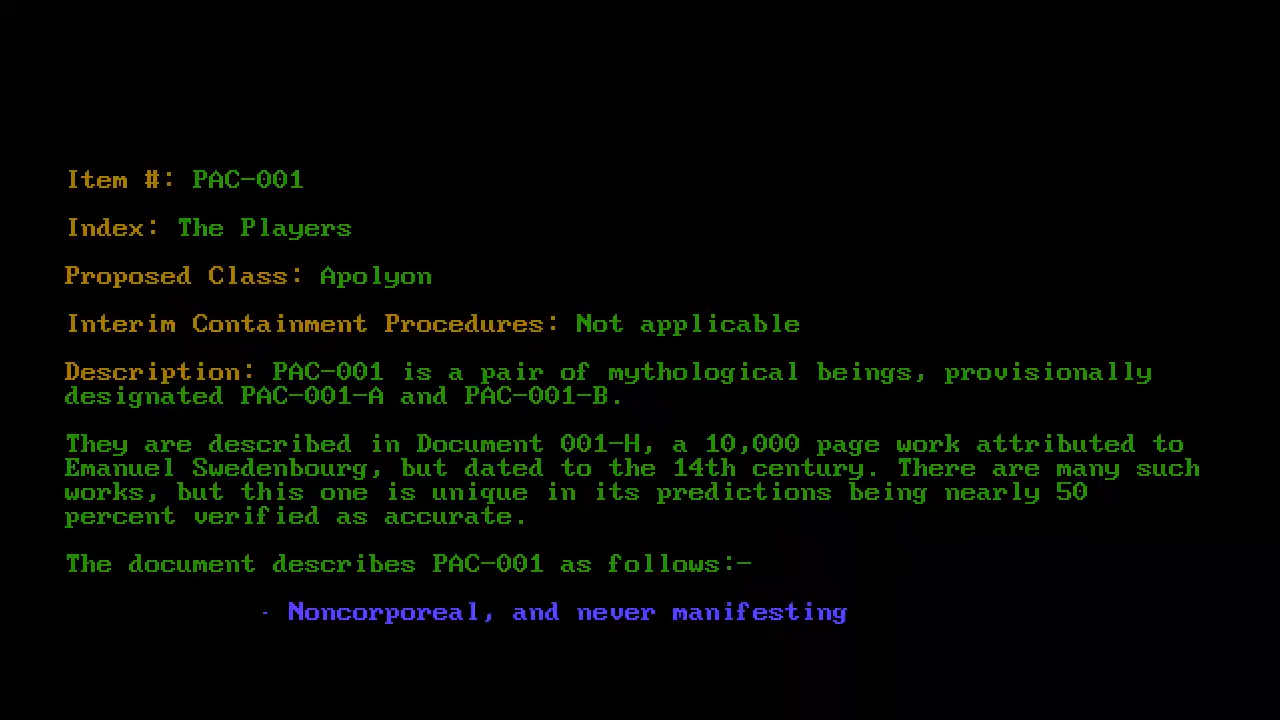 Item #: PAC-001
Index: The Players
Proposed Class: Apolyon
Interim Containment Procedures: Not applicable
Description: PAC-001 is a pair of mythological beings, provisionally
designated PAC-001-A and PAC-001-B.
They are described in Document 001-H, a 10,000 page work attributed to
Emanuel Swedenbourg, but dated to the 14th century. There are many such
works, but this one is unique in its predictions being nearly 50
percent verified as accurate.
The document describes PAC-001 as follows:-
- Noncorporeal, and never manifesting